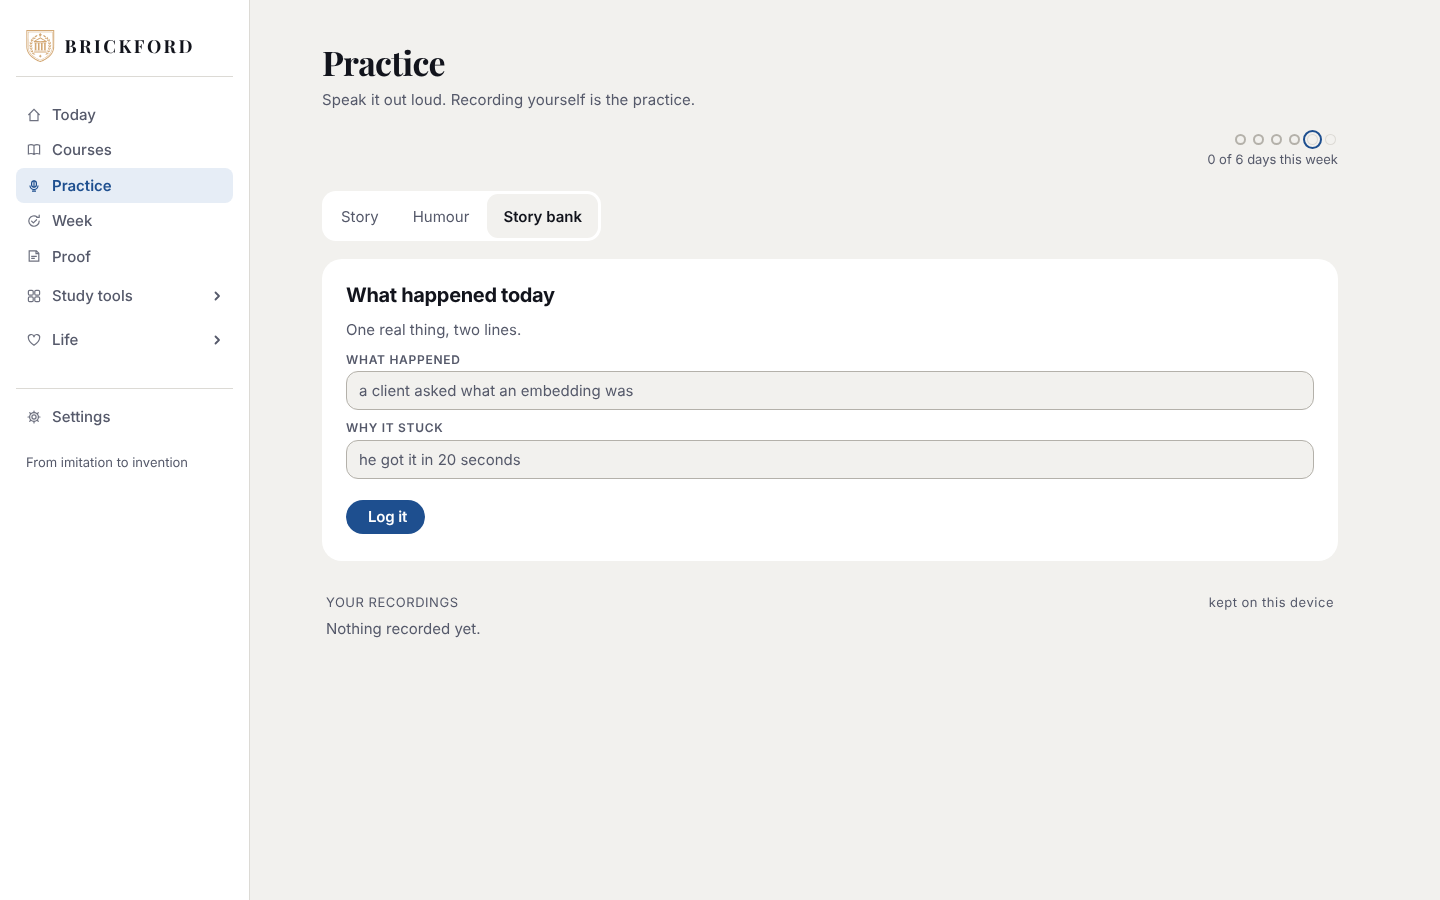 BRICKFORD
Today
Courses
Practice
Week
Proof
Study tools
Life
Settings
From imitation to invention
Practice
Speak it out loud. Recording yourself is the practice.
0 of 6 days this week
Story Humour Story bank
What happened today
One real thing, two lines.
WHAT HAPPENED
a client asked what an embedding was
WHY IT STUCK
he got it in 20 seconds
Log it
YOUR RECORDINGS kept on this device
Nothing recorded yet.